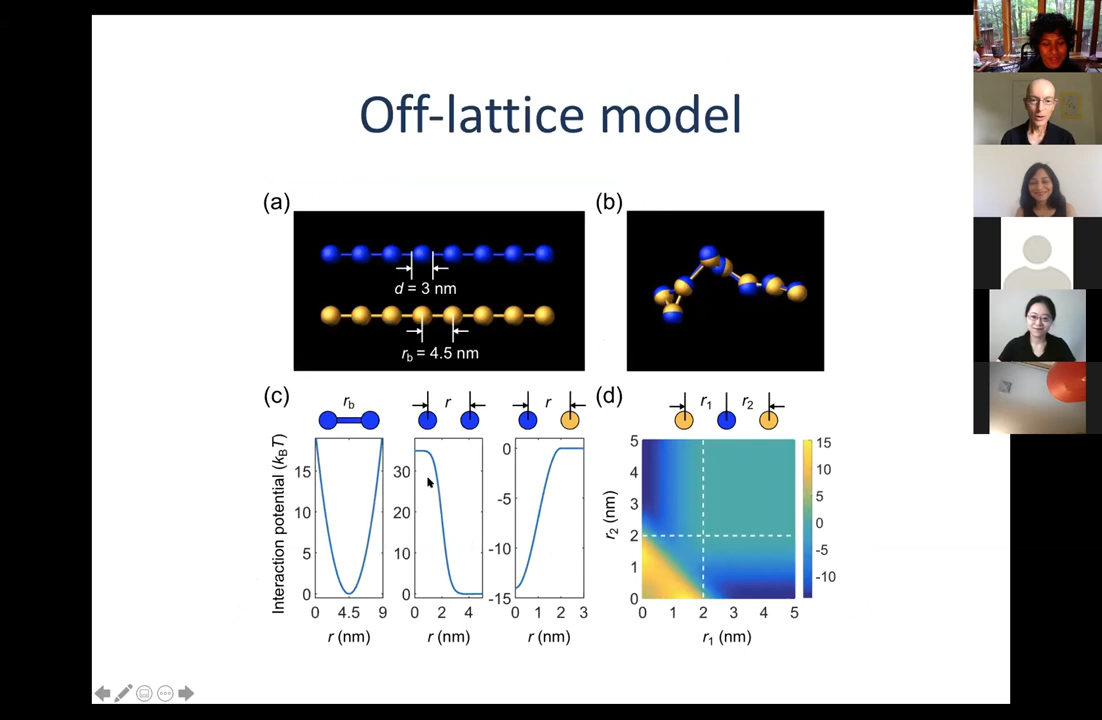 Off-lattice model
(a)
d = 3 nm
rb = 4.5 nm
(b)
(c)
rb
r
r
Interaction potential (kBT)
15
10
5
0
0 4.5 9
r (nm)
30
20
10
0
0 2 4
r (nm)
0
-5
-10
-15
0 1 2 3
r (nm)
(d)
r1 r2
r2 (nm)
5
4
3
2
1
0
0 1 2 3 4 5
r1 (nm)
15
10
5
0
-5
-10